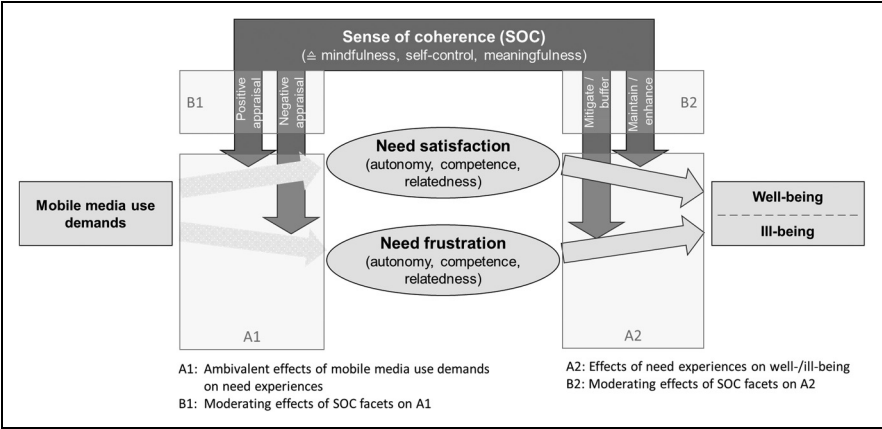 Sense of coherence (SOC)
(≙ mindfulness, self-control, meaningfulness)
B1
Positive
appraisal
Negative
appraisal
Mitigate /
buffer
Maintain /
enhance
B2
Need satisfaction
(autonomy, competence,
relatedness)
Mobile media use
demands
Well-being
Ill-being
Need frustration
(autonomy, competence,
relatedness)
A1
A2
A1: Ambivalent effects of mobile media use demands
on need experiences
B1: Moderating effects of SOC facets on A1
A2: Effects of need experiences on well-/ill-being
B2: Moderating effects of SOC facets on A2